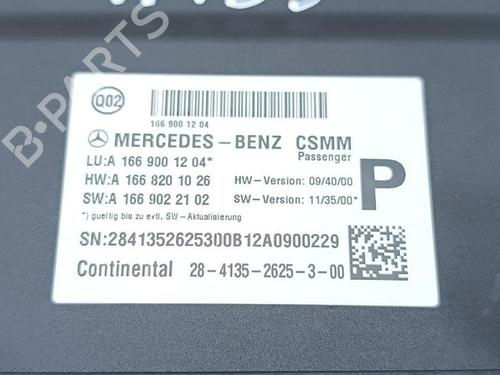 Q02
166 900 12 04
MERCEDES-BENZ CSMM
Passenger
LU:A 166 900 12 04*
HW:A 166 820 10 26 HW-Version: 09/40/00
SW:A 166 902 21 02 SW-Version: 11/35/00*
P
*) gueltig bis zu evtl. SW-Aktualisierung
SN:2841352625300B12A0900229
Continental 28-4135-2625-3-00
B-PARTS